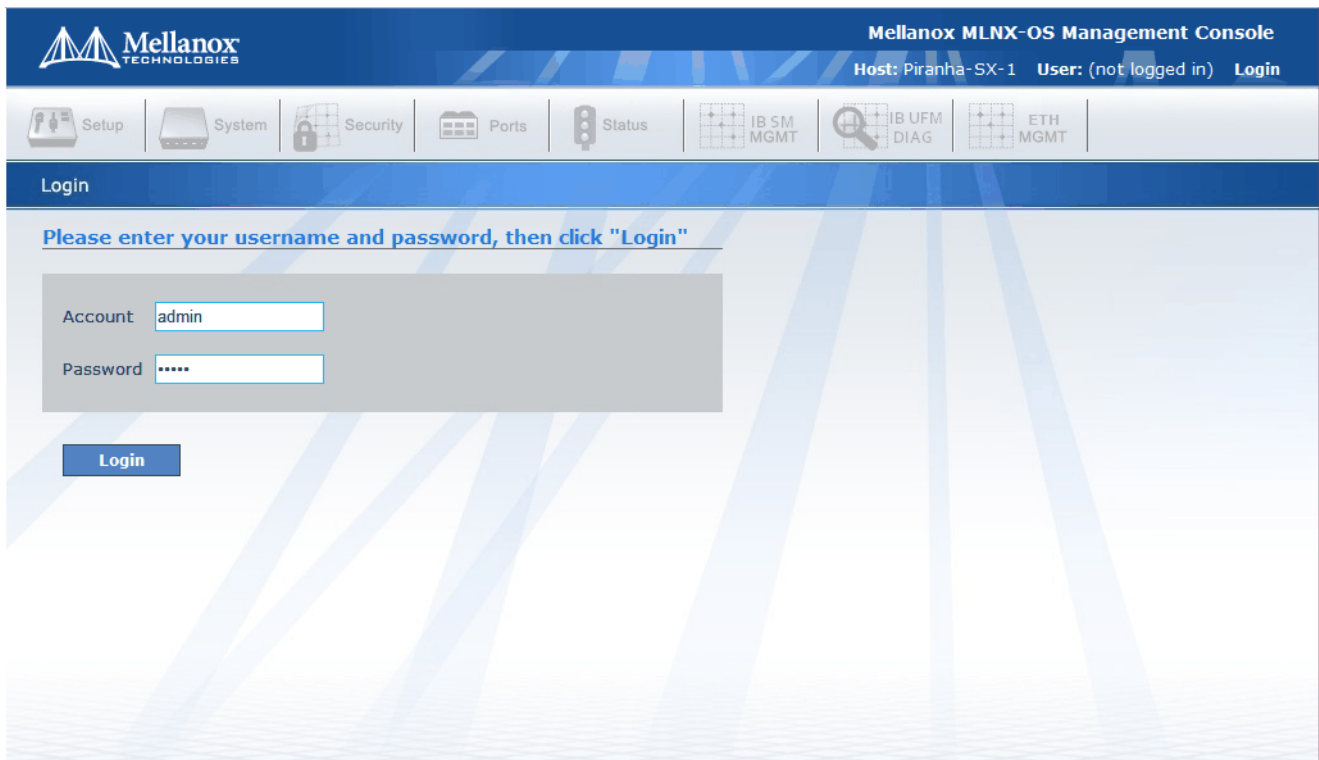 Mellanox
TECHNOLOGIES
Mellanox MLNX-OS Management Console
Host: Piranha-SX-1 User: (not logged in) Login
Setup
System
Security
Ports
Status
IB SM
MGMT
IB UFM
DIAG
ETH
MGMT
Login
Please enter your username and password, then click "Login"
Account admin
Password •••••
Login